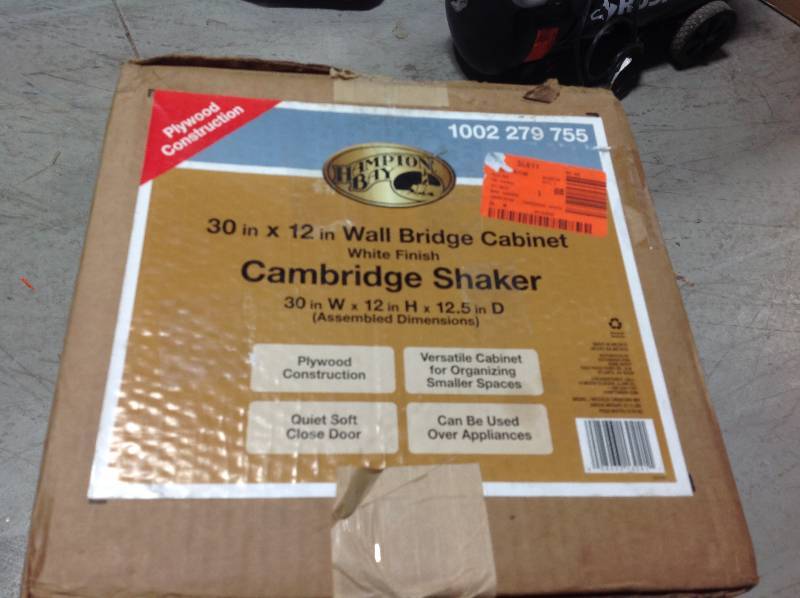 Plywood
Construction
1002 279 755
HAMPTON
BAY
30 in x 12 in Wall Bridge Cabinet
White Finish
Cambridge Shaker
30 in W x 12 in H x 12.5 in D
(Assembled Dimensions)
Plywood
Construction
Versatile Cabinet
for Organizing
Smaller Spaces
Quiet Soft
Close Door
Can Be Used
Over Appliances